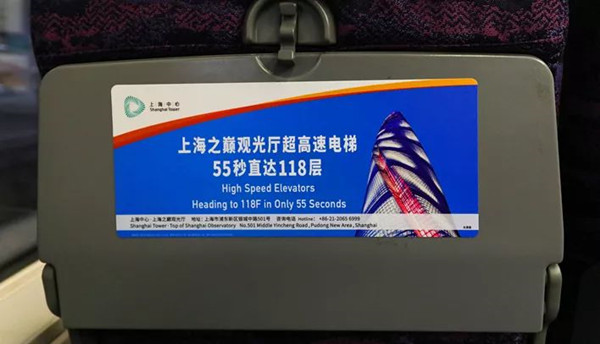 上海中心
Shanghai Tower
上海之巅观光厅超高速电梯
55秒直达118层
High Speed Elevators
Heading to 118F in Only 55 Seconds
上海中心·上海之巅观光厅 地址：上海市浦东新区银城中路501号 咨询电话 Hotline： +86-21-2065 6999
Shanghai Tower：Top of Shanghai Observatory No.501 Middle Yincheng Road , Pudong New Area , Shanghai